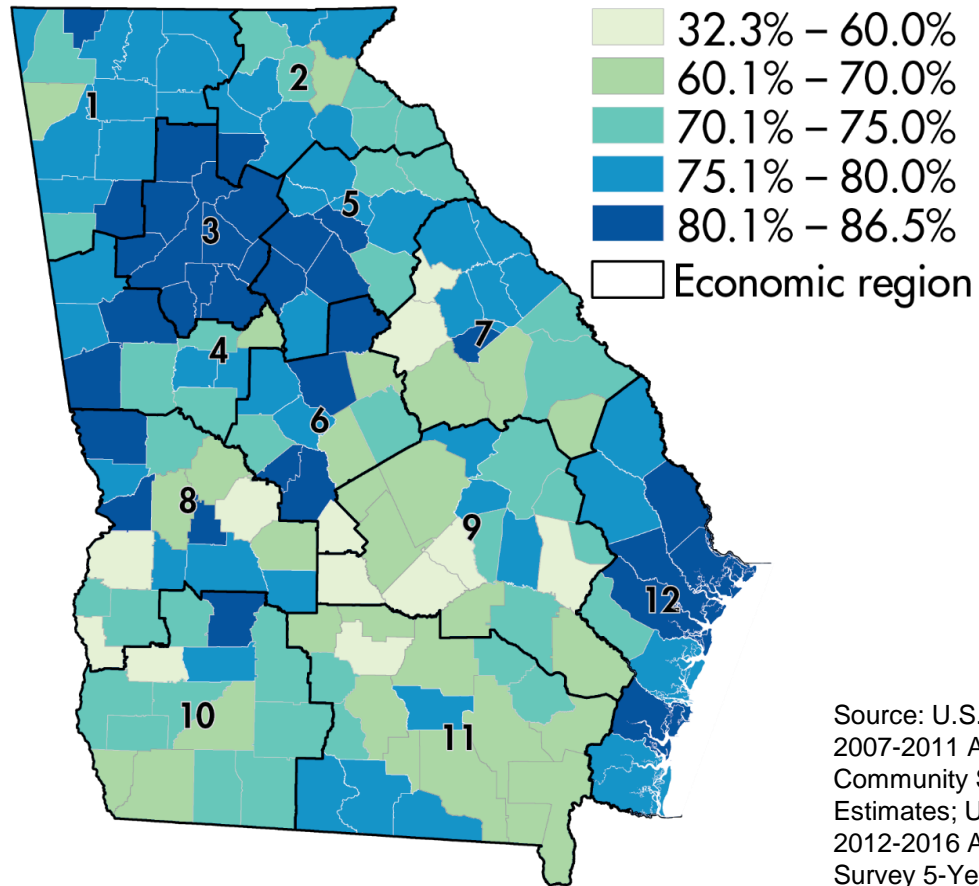 32.3% – 60.0%
60.1% – 70.0%
70.1% – 75.0%
75.1% – 80.0%
80.1% – 86.5%
Economic region
1
2
3
5
4
7
6
8
9
12
10
11
Source: U.S.
2007-2011 A
Community S
Estimates; U
2012-2016 A
Survey 5-Ye